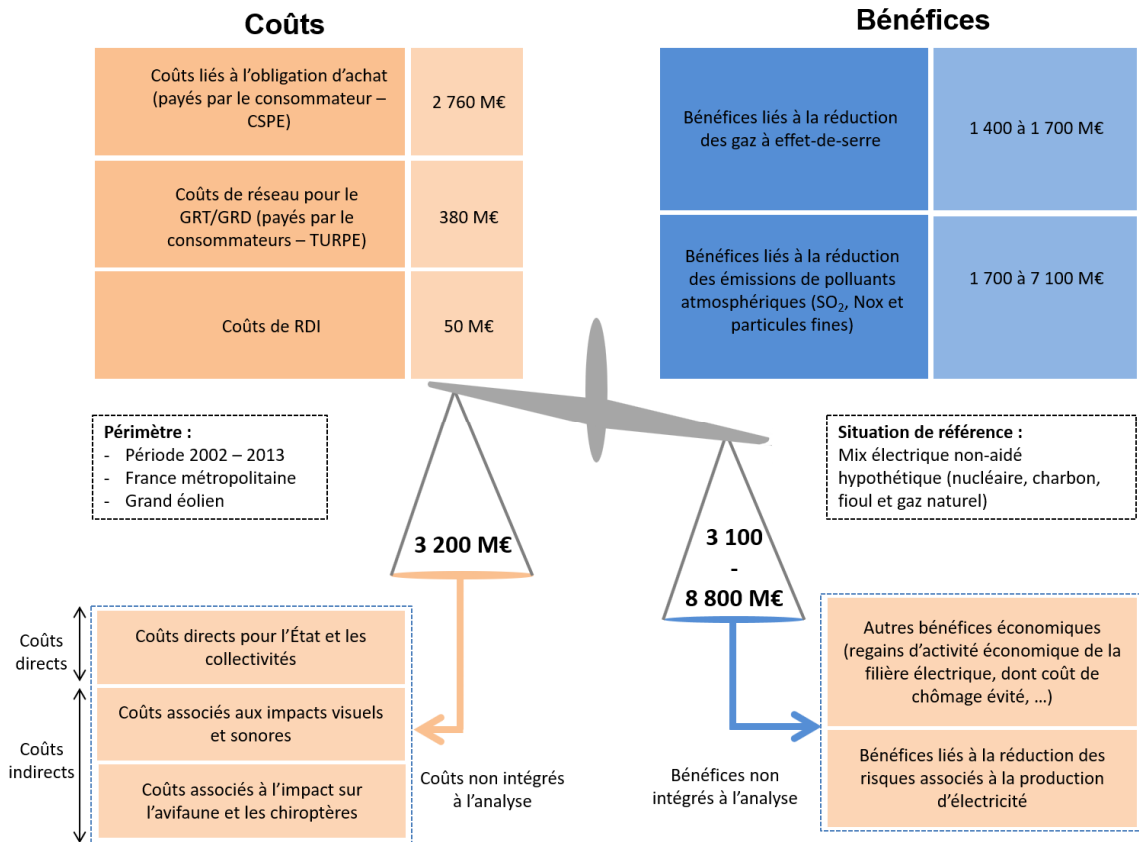 Coûts
Bénéfices
Coûts liés à l'obligation d'achat
(payés par le consommateur –
CSPE)
2 760 M€
Coûts de réseau pour le
GRT/GRD (payés par le
consommateurs – TURPE)
380 M€
Coûts de RDI
50 M€
Bénéfices liés à la réduction
des gaz à effet-de-serre
1 400 à 1 700 M€
Bénéfices liés à la réduction
des émissions de polluants
atmosphériques (SO₂, Nox et
particules fines)
1 700 à 7 100 M€
Périmètre :
- Période 2002 – 2013
- France métropolitaine
- Grand éolien
Situation de référence :
Mix électrique non-aidé
hypothétique (nucléaire, charbon,
fioul et gaz naturel)
3 200 M€
3 100
-
8 800 M€
Coûts
directs
Coûts directs pour l'État et les
collectivités
Coûts
indirects
Coûts associés aux impacts visuels
et sonores
Coûts associés à l'impact sur
l'avifaune et les chiroptères
Coûts non intégrés
à l'analyse
Bénéfices non
intégrés à l'analyse
Autres bénéfices économiques
(regains d'activité économique de la
filière électrique, dont coût de
chômage évité, …)
Bénéfices liés à la réduction des
risques associés à la production
d'électricité